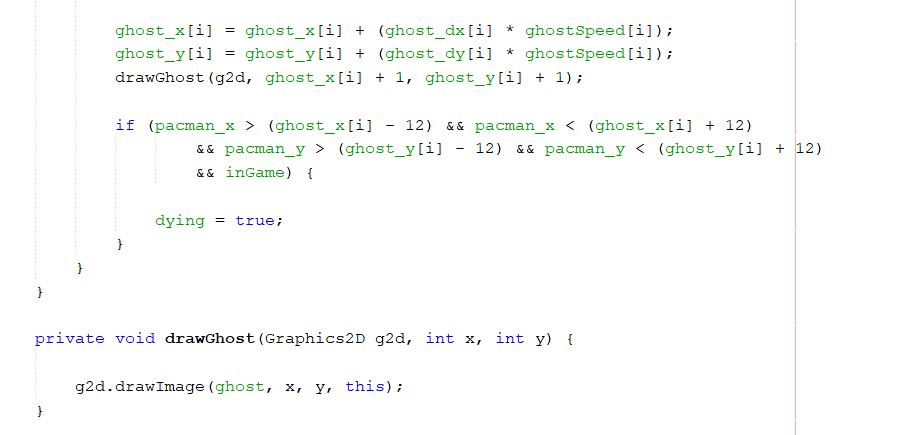 ghost_x[i] = ghost_x[i] + (ghost_dx[i] * ghostSpeed[i]);
ghost_y[i] = ghost_y[i] + (ghost_dy[i] * ghostSpeed[i]);
drawGhost(g2d, ghost_x[i] + 1, ghost_y[i] + 1);
if (pacman_x > (ghost_x[i] - 12) && pacman_x < (ghost_x[i] + 12)
&& pacman_y > (ghost_y[i] - 12) && pacman_y < (ghost_y[i] + 12)
&& inGame) {
dying = true;
}
}
}
private void drawGhost(Graphics2D g2d, int x, int y) {
g2d.drawImage(ghost, x, y, this);
}